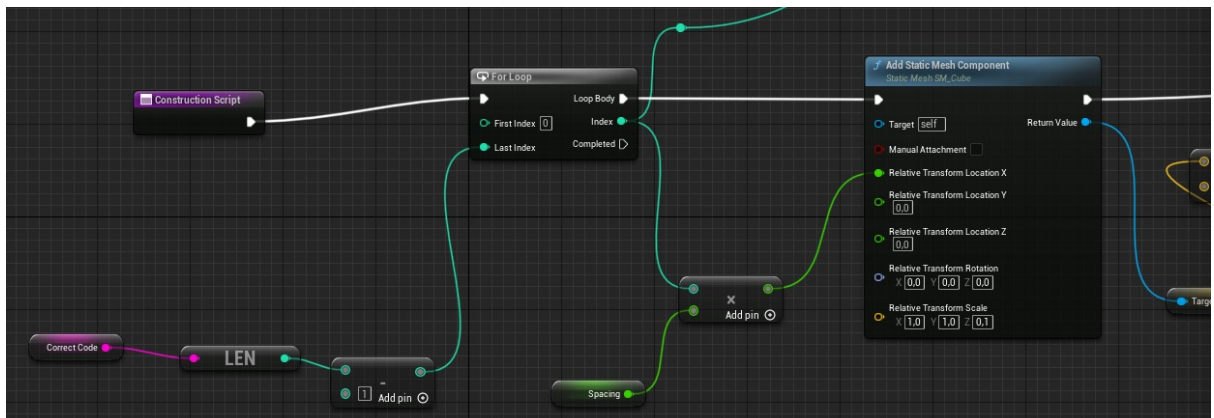 Construction Script
For Loop
Loop Body
First Index 0
Index
Last Index
Completed
Add Static Mesh Component
Static Mesh SM_Cube
Target self
Return Value
Manual Attachment
Relative Transform Location X
Relative Transform Location Y
0,0
Relative Transform Location Z
0,0
Relative Transform Rotation
X 0,0 Y 0,0 Z 0,0
Relative Transform Scale
X 1,0 Y 1,0 Z 0,1
×
Add pin
Correct Code
LEN
-
1
Add pin
Spacing